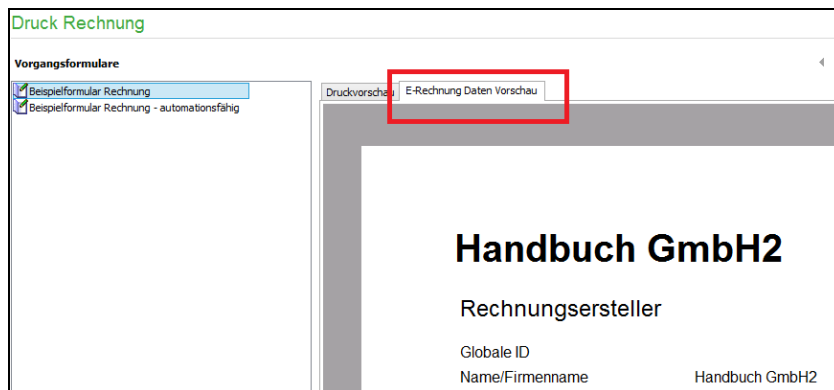 Druck Rechnung
Vorgangsformulare
Beispielformular Rechnung
Beispielformular Rechnung - automationsfähig
Druckvorschau E-Rechnung Daten Vorschau
Handbuch GmbH2
Rechnungsersteller
Globale ID
Name/Firmenname Handbuch GmbH2